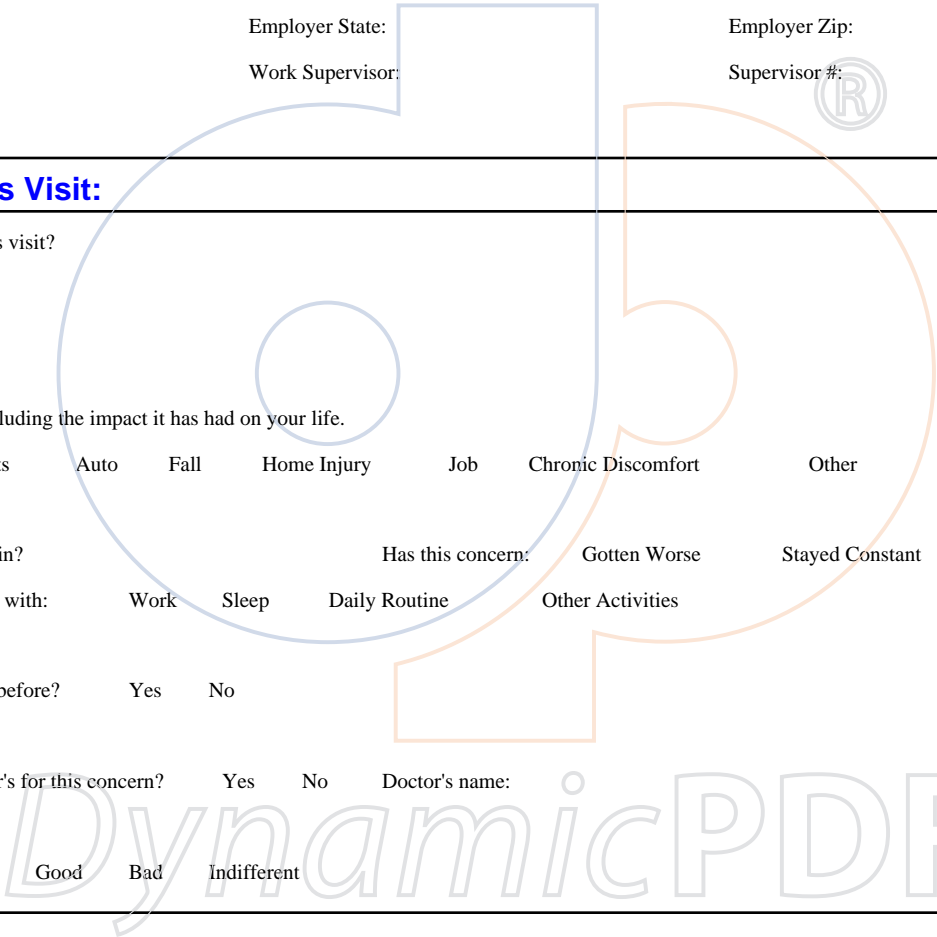 Employer State: Employer Zip:
Work Supervisor: Supervisor #:
®
s Visit:
s visit?
luding the impact it has had on your life.
ts Auto Fall Home Injury Job Chronic Discomfort Other
in? Has this concern: Gotten Worse Stayed Constant
with: Work Sleep Daily Routine Other Activities
before? Yes No
r's for this concern? Yes No Doctor's name:
DynamicPDF
Good Bad Indifferent